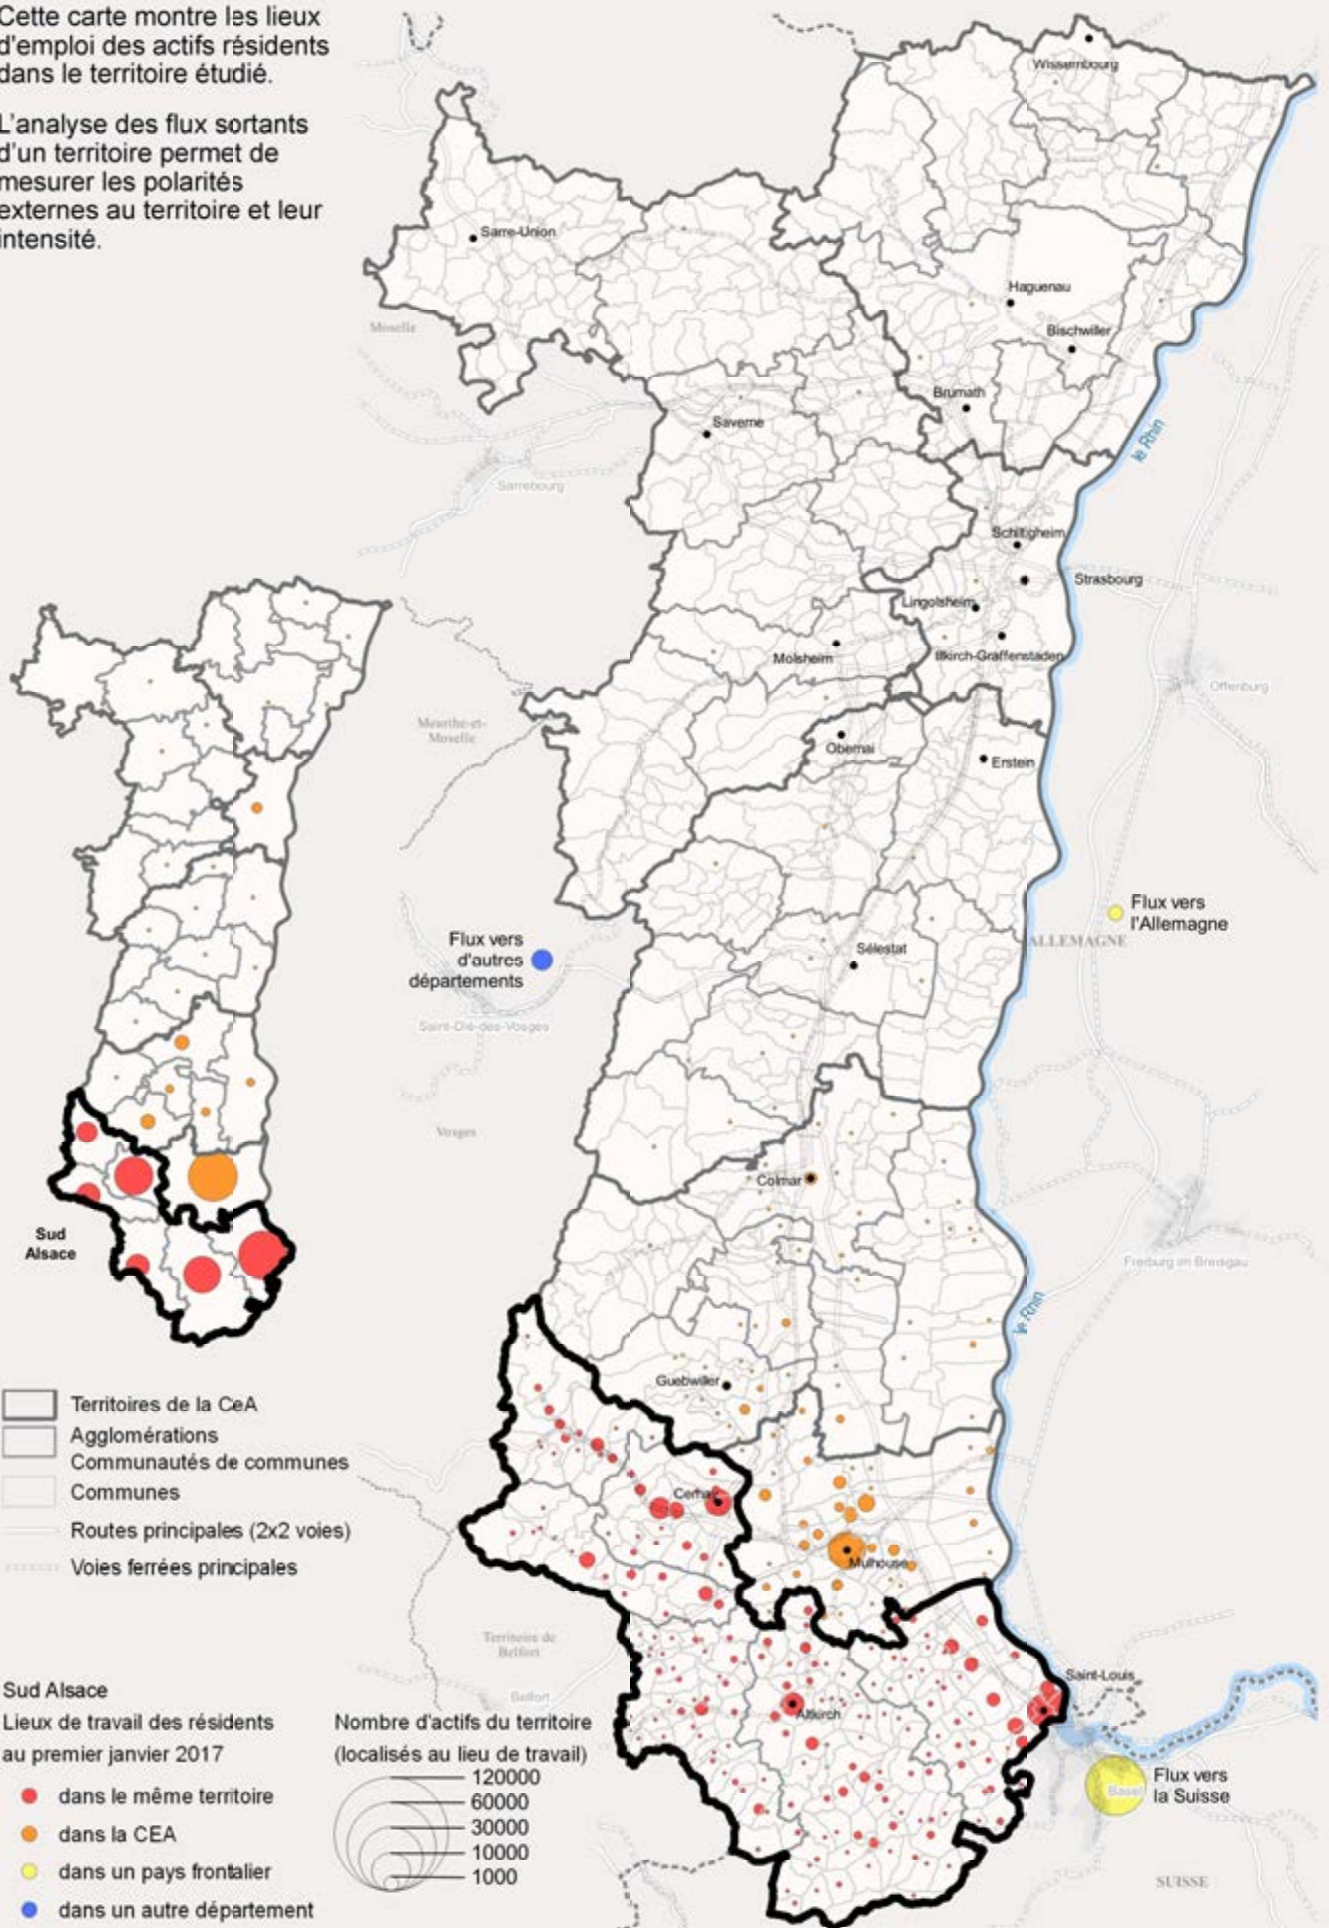 Cette carte montre les lieux
d'emploi des actifs résidents
dans le territoire étudié.
L'analyse des flux sortants
d'un territoire permet de
mesurer les polarités
externes au territoire et leur
intensité.
Wissembourg
Sarre-Union
Haguenau
Bischwiller
Moselle
Brumath
Saverne
le Rhin
Sarrebourg
Schiltigheim
Strasbourg
Lingolsheim
Illkirch-Graffenstaden
Molsheim
Offenburg
Meurthe-et-
Moselle
Obernai
Erstein
Flux vers
l'Allemagne
ALLEMAGNE
Flux vers
d'autres
départements
Sélestat
Saint-Dié-des-Vosges
Vosges
Colmar
Sud
Alsace
Freiburg im Breisgau
le Rhin
Guebwiller
Cernay
Mulhouse
Territoire de
Belfort
Belfort
Altkirch
Saint-Louis
Basel
Flux vers
la Suisse
SUISSE
Territoires de la CeA
Agglomérations
Communautés de communes
Communes
Routes principales (2x2 voies)
Voies ferrées principales
Sud Alsace
Lieux de travail des résidents
au premier janvier 2017
dans le même territoire
dans la CEA
dans un pays frontalier
dans un autre département
Nombre d'actifs du territoire
(localisés au lieu de travail)
120000
60000
30000
10000
1000